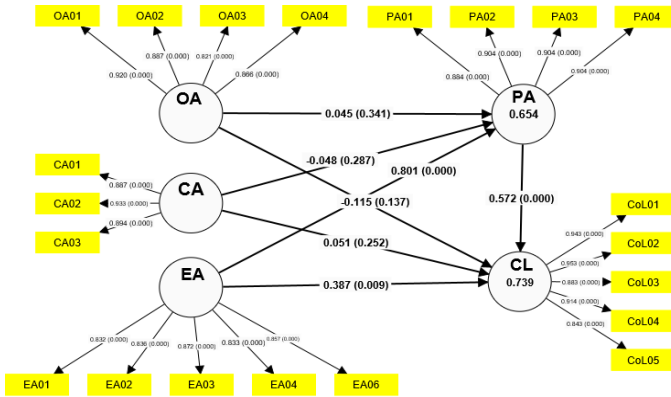 OA01
OA02
OA03
OA04
0.920 (0.000)
0.887 (0.000)
0.821 (0.000)
0.866 (0.000)
OA
PA01
PA02
PA03
PA04
0.884 (0.000)
0.904 (0.000)
0.904 (0.000)
0.904 (0.000)
PA
0.654
0.045 (0.341)
-0.048 (0.287)
0.801 (0.000)
-0.115 (0.137)
0.572 (0.000)
0.051 (0.252)
0.387 (0.009)
CA01
CA02
CA03
0.887 (0.000)
0.933 (0.000)
0.894 (0.000)
CA
EA
0.832 (0.000)
0.836 (0.000)
0.872 (0.000)
0.833 (0.000)
0.857 (0.000)
EA01
EA02
EA03
EA04
EA06
CL
0.739
0.943 (0.000)
0.953 (0.000)
0.883 (0.000)
0.914 (0.000)
0.843 (0.000)
CoL01
CoL02
CoL03
CoL04
CoL05